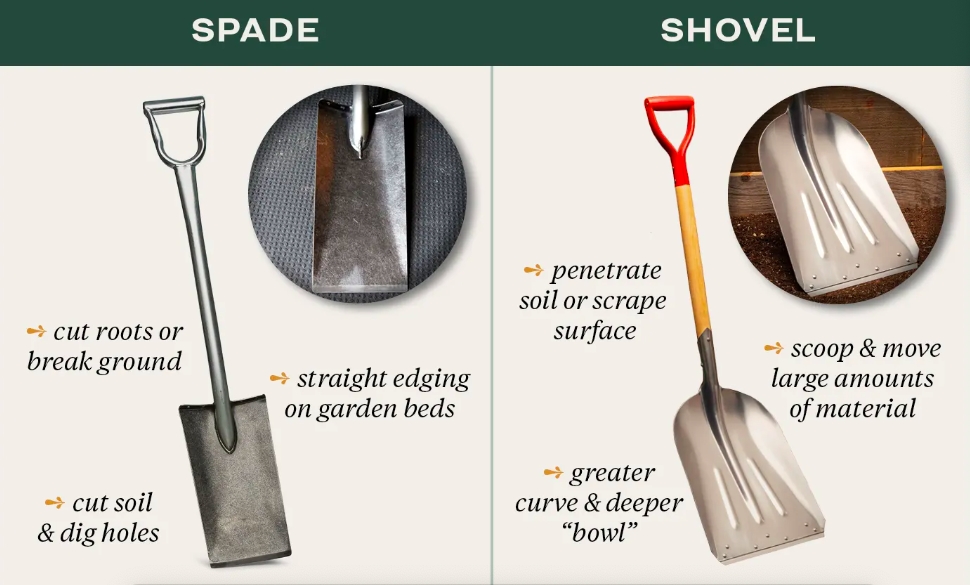 SPADE
cut roots or
break ground
straight edging
on garden beds
cut soil
& dig holes
SHOVEL
penetrate
soil or scrape
surface
scoop & move
large amounts
of material
greater
curve & deeper
“bowl”